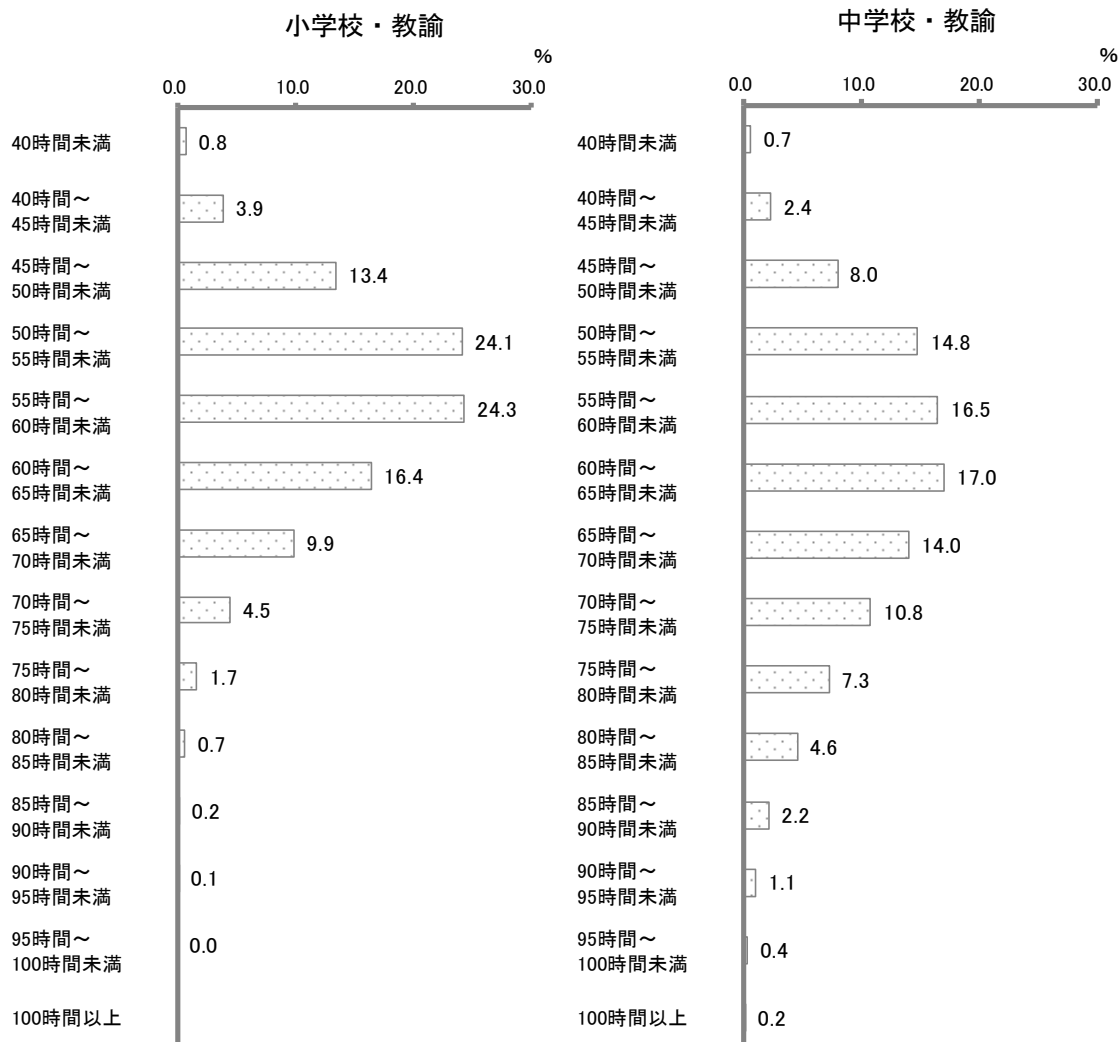 小学校・教諭
%
0.0 10.0 20.0 30.0
40時間未満 0.8
40時間～
45時間未満 3.9
45時間～
50時間未満 13.4
50時間～
55時間未満 24.1
55時間～
60時間未満 24.3
60時間～
65時間未満 16.4
65時間～
70時間未満 9.9
70時間～
75時間未満 4.5
75時間～
80時間未満 1.7
80時間～
85時間未満 0.7
85時間～
90時間未満 0.2
90時間～
95時間未満 0.1
95時間～
100時間未満 0.0
100時間以上
中学校・教諭
%
0.0 10.0 20.0 30.0
40時間未満 0.7
40時間～
45時間未満 2.4
45時間～
50時間未満 8.0
50時間～
55時間未満 14.8
55時間～
60時間未満 16.5
60時間～
65時間未満 17.0
65時間～
70時間未満 14.0
70時間～
75時間未満 10.8
75時間～
80時間未満 7.3
80時間～
85時間未満 4.6
85時間～
90時間未満 2.2
90時間～
95時間未満 1.1
95時間～
100時間未満 0.4
100時間以上 0.2